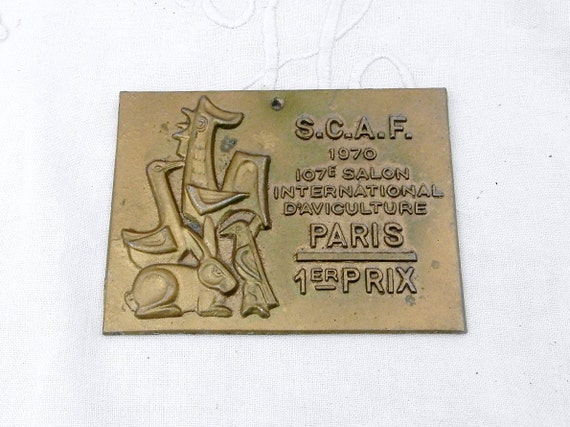 S.C.A.F.
1970
107E SALON
INTERNATIONAL
D'AVICULTURE
PARIS
1ER PRIX